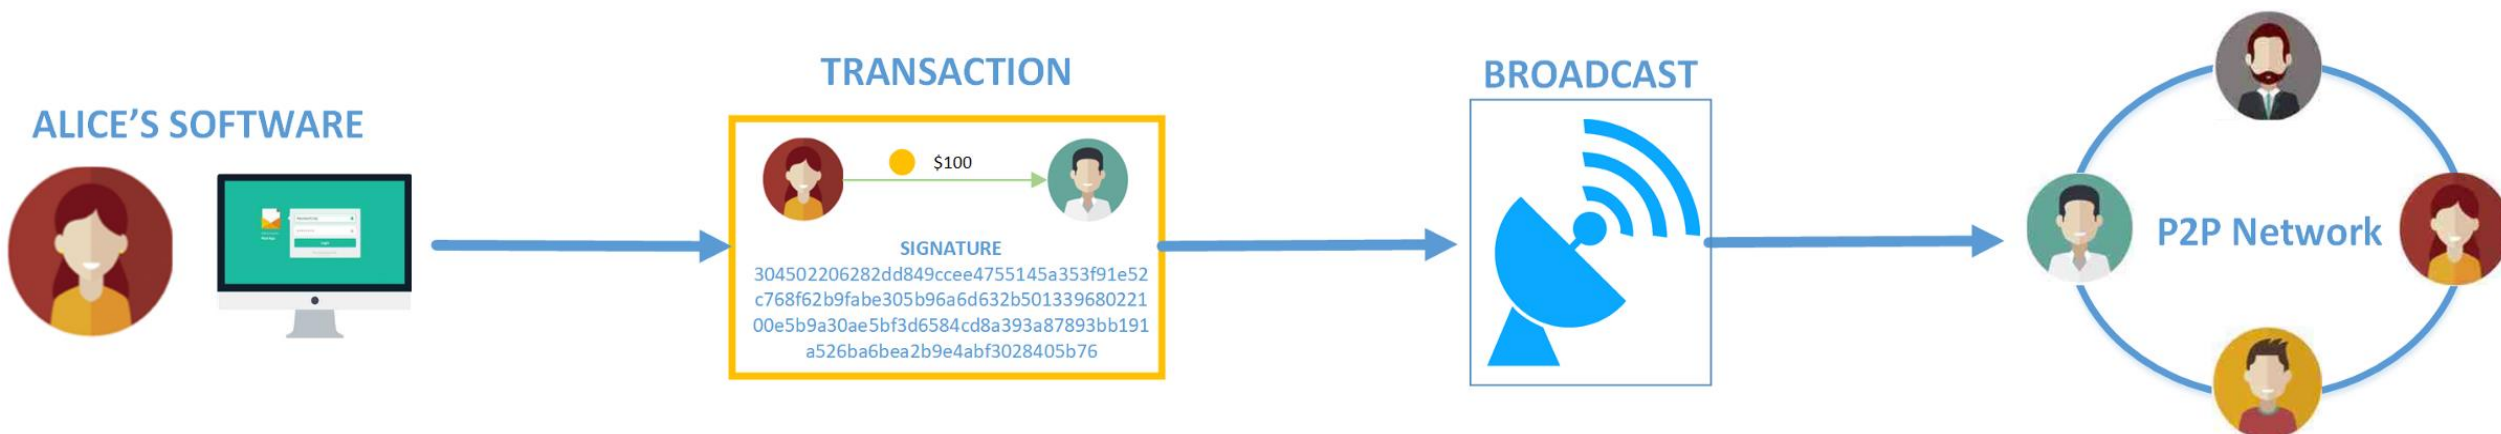 ALICE'S SOFTWARE
TRANSACTION
$100
SIGNATURE
304502206282dd849ccee4755145a353f91e52
c768f62b9fabe305b96a6d632b501339680221
00e5b9a30ae5bf3d6584cd8a393a87893bb191
a526ba6bea2b9e4abf3028405b76
BROADCAST
P2P Network